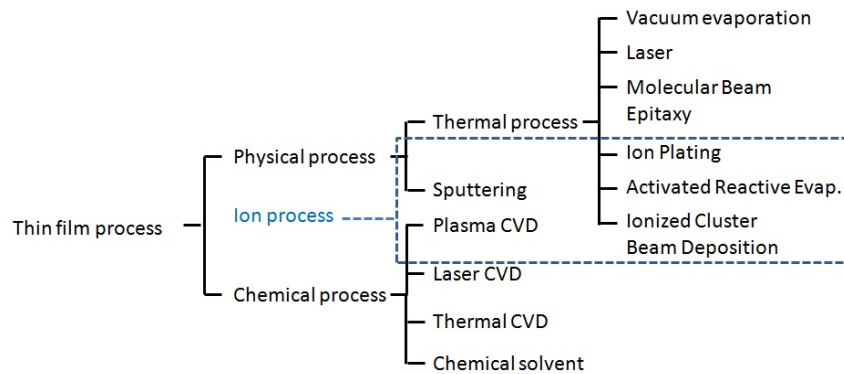 Vacuum evaporation
Laser
Molecular Beam
Epitaxy
Thermal process
Ion Plating
Physical process
Activated Reactive Evap.
Sputtering
Ion process
Ionized Cluster
Beam Deposition
Plasma CVD
Thin film process
Laser CVD
Chemical process
Thermal CVD
Chemical solvent